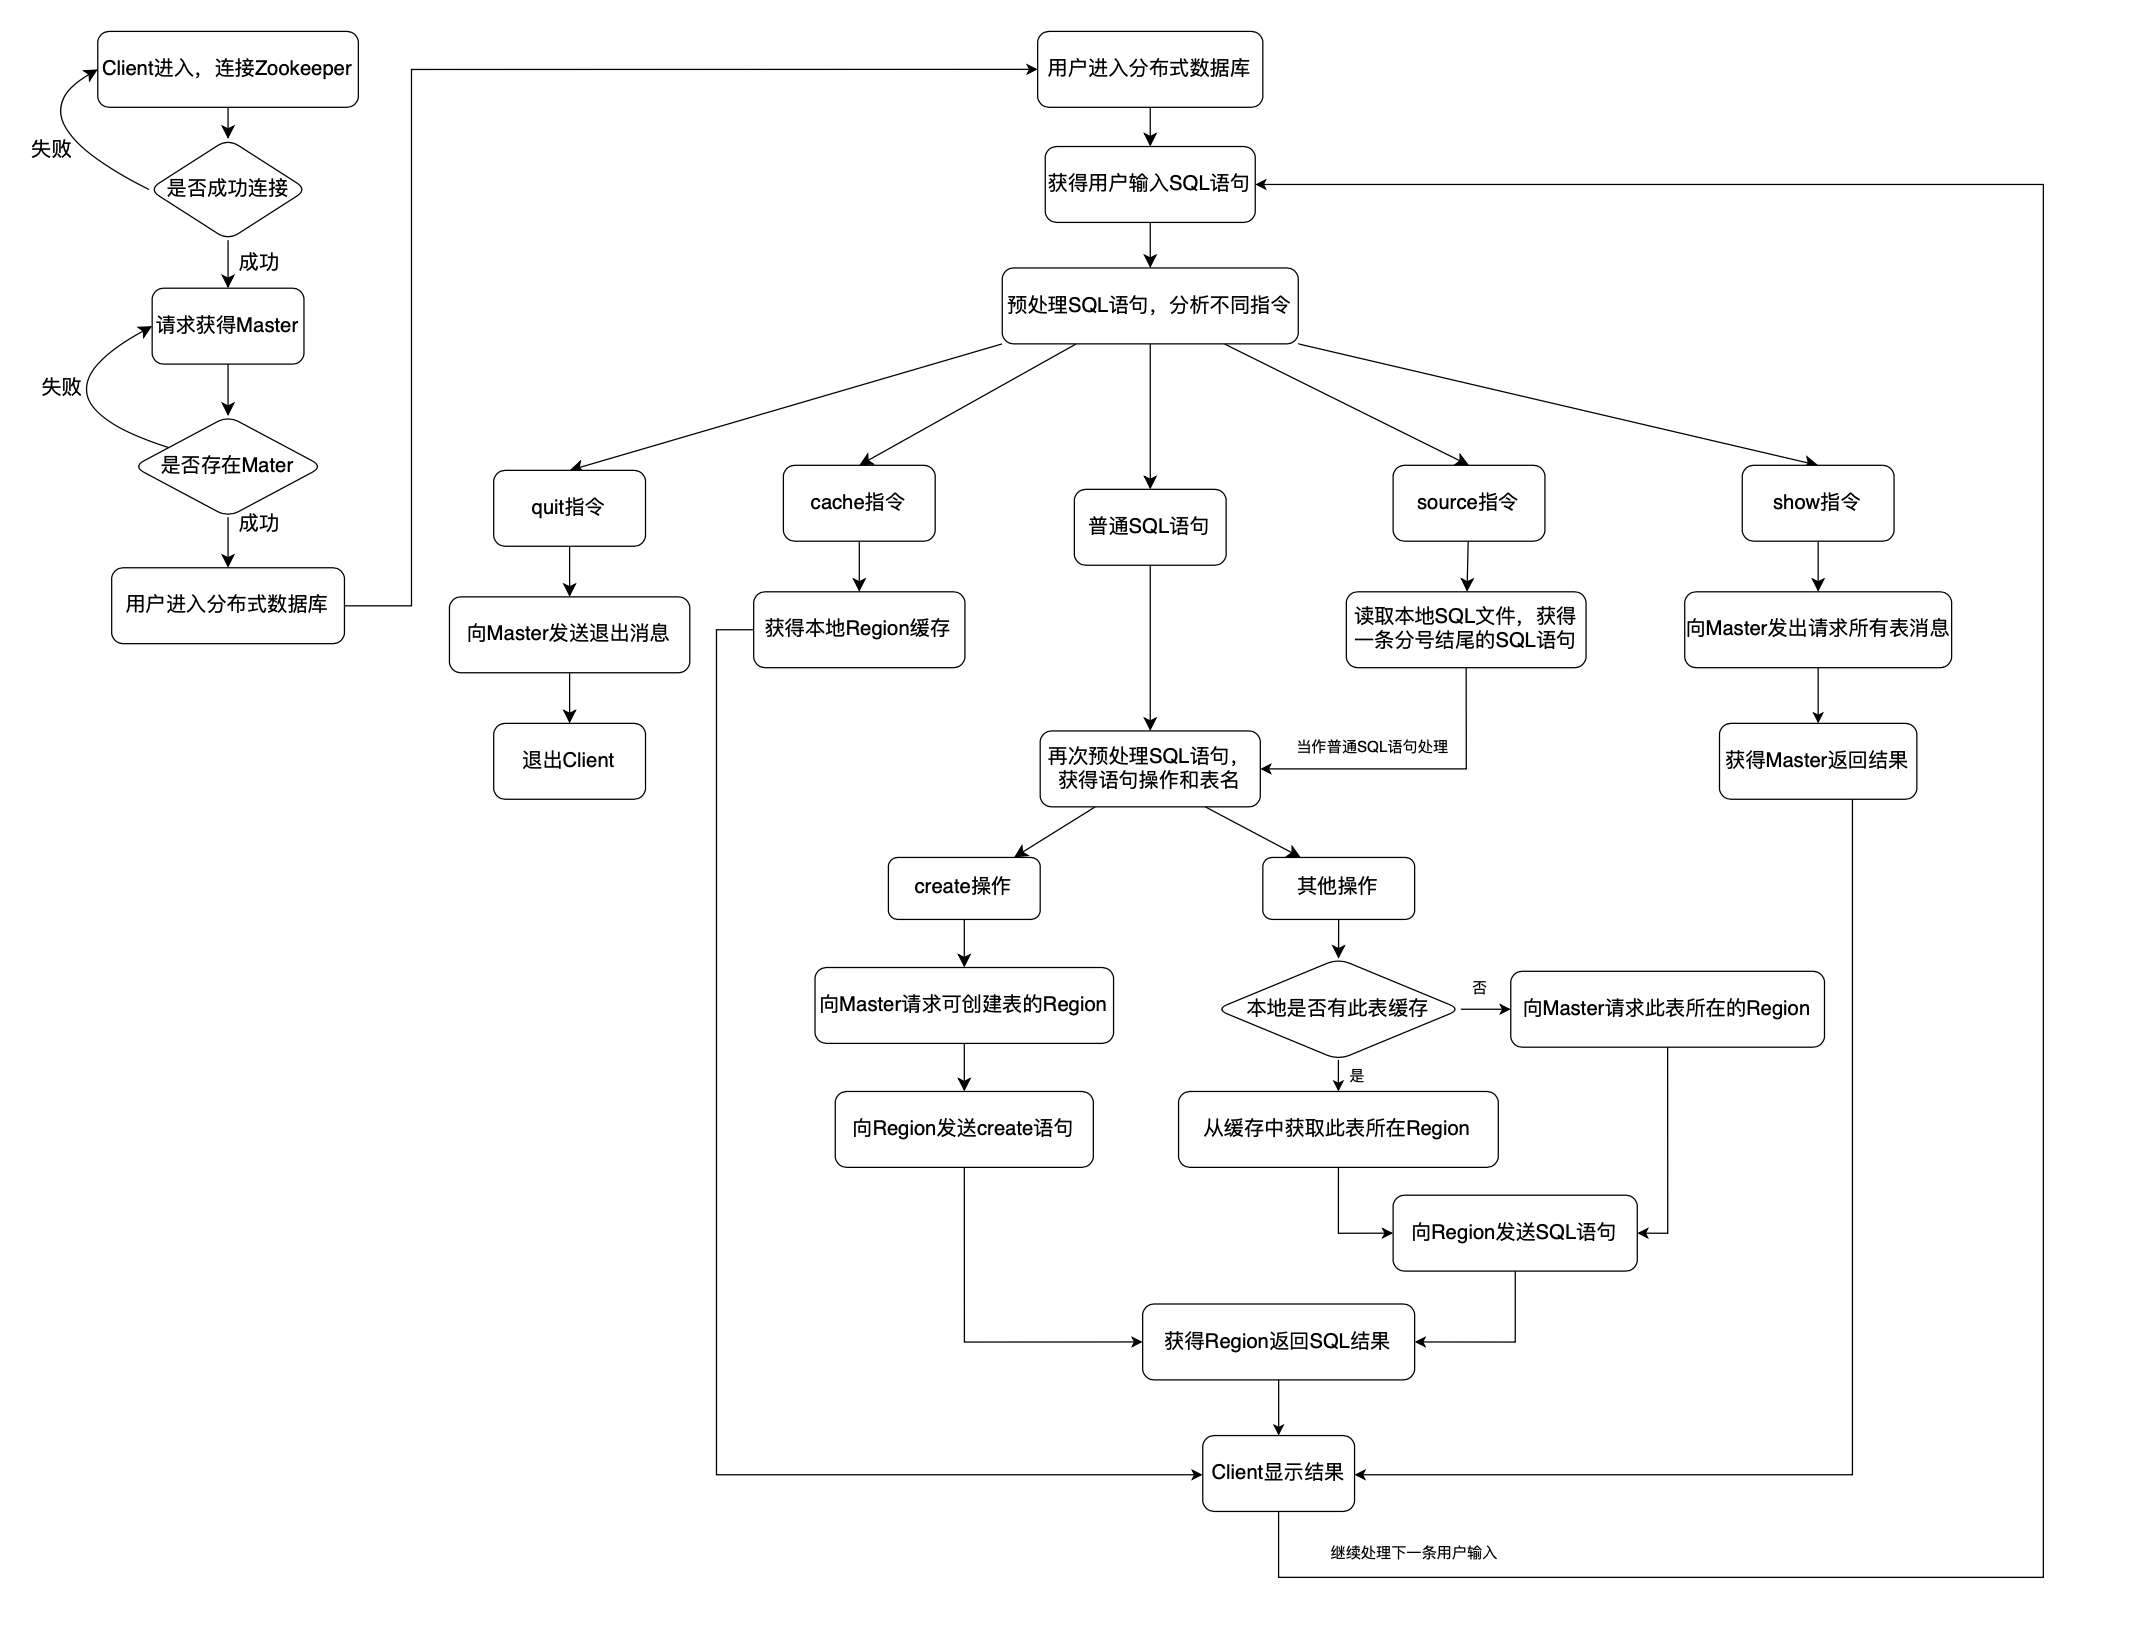 Client进入，连接Zookeeper
失败
是否成功连接
成功
请求获得Master
失败
是否存在Mater
成功
用户进入分布式数据库
用户进入分布式数据库
获得用户输入SQL语句
预处理SQL语句，分析不同指令
quit指令
cache指令
普通SQL语句
source指令
show指令
向Master发送退出消息
获得本地Region缓存
读取本地SQL文件，获得
一条分号结尾的SQL语句
向Master发出请求所有表消息
退出Client
再次预处理SQL语句，
获得语句操作和表名
当作普通SQL语句处理
获得Master返回结果
create操作
其他操作
向Master请求可创建表的Region
本地是否有此表缓存
否
向Master请求此表所在的Region
是
向Region发送create语句
从缓存中获取此表所在Region
向Region发送SQL语句
获得Region返回SQL结果
Client显示结果
继续处理下一条用户输入